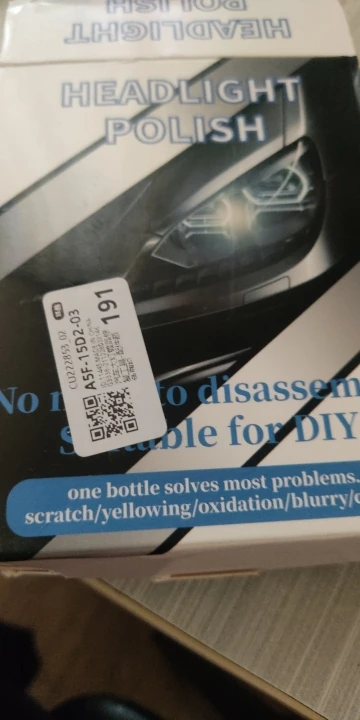 HEADLIGHT
POLISH
HEADLIGHT
POLISH
CU222853 02
A5F-15D2-03
191
No to disassem
S table for DIY
one bottle solves most problems.
scratch/yellowing/oxidation/blurry/c